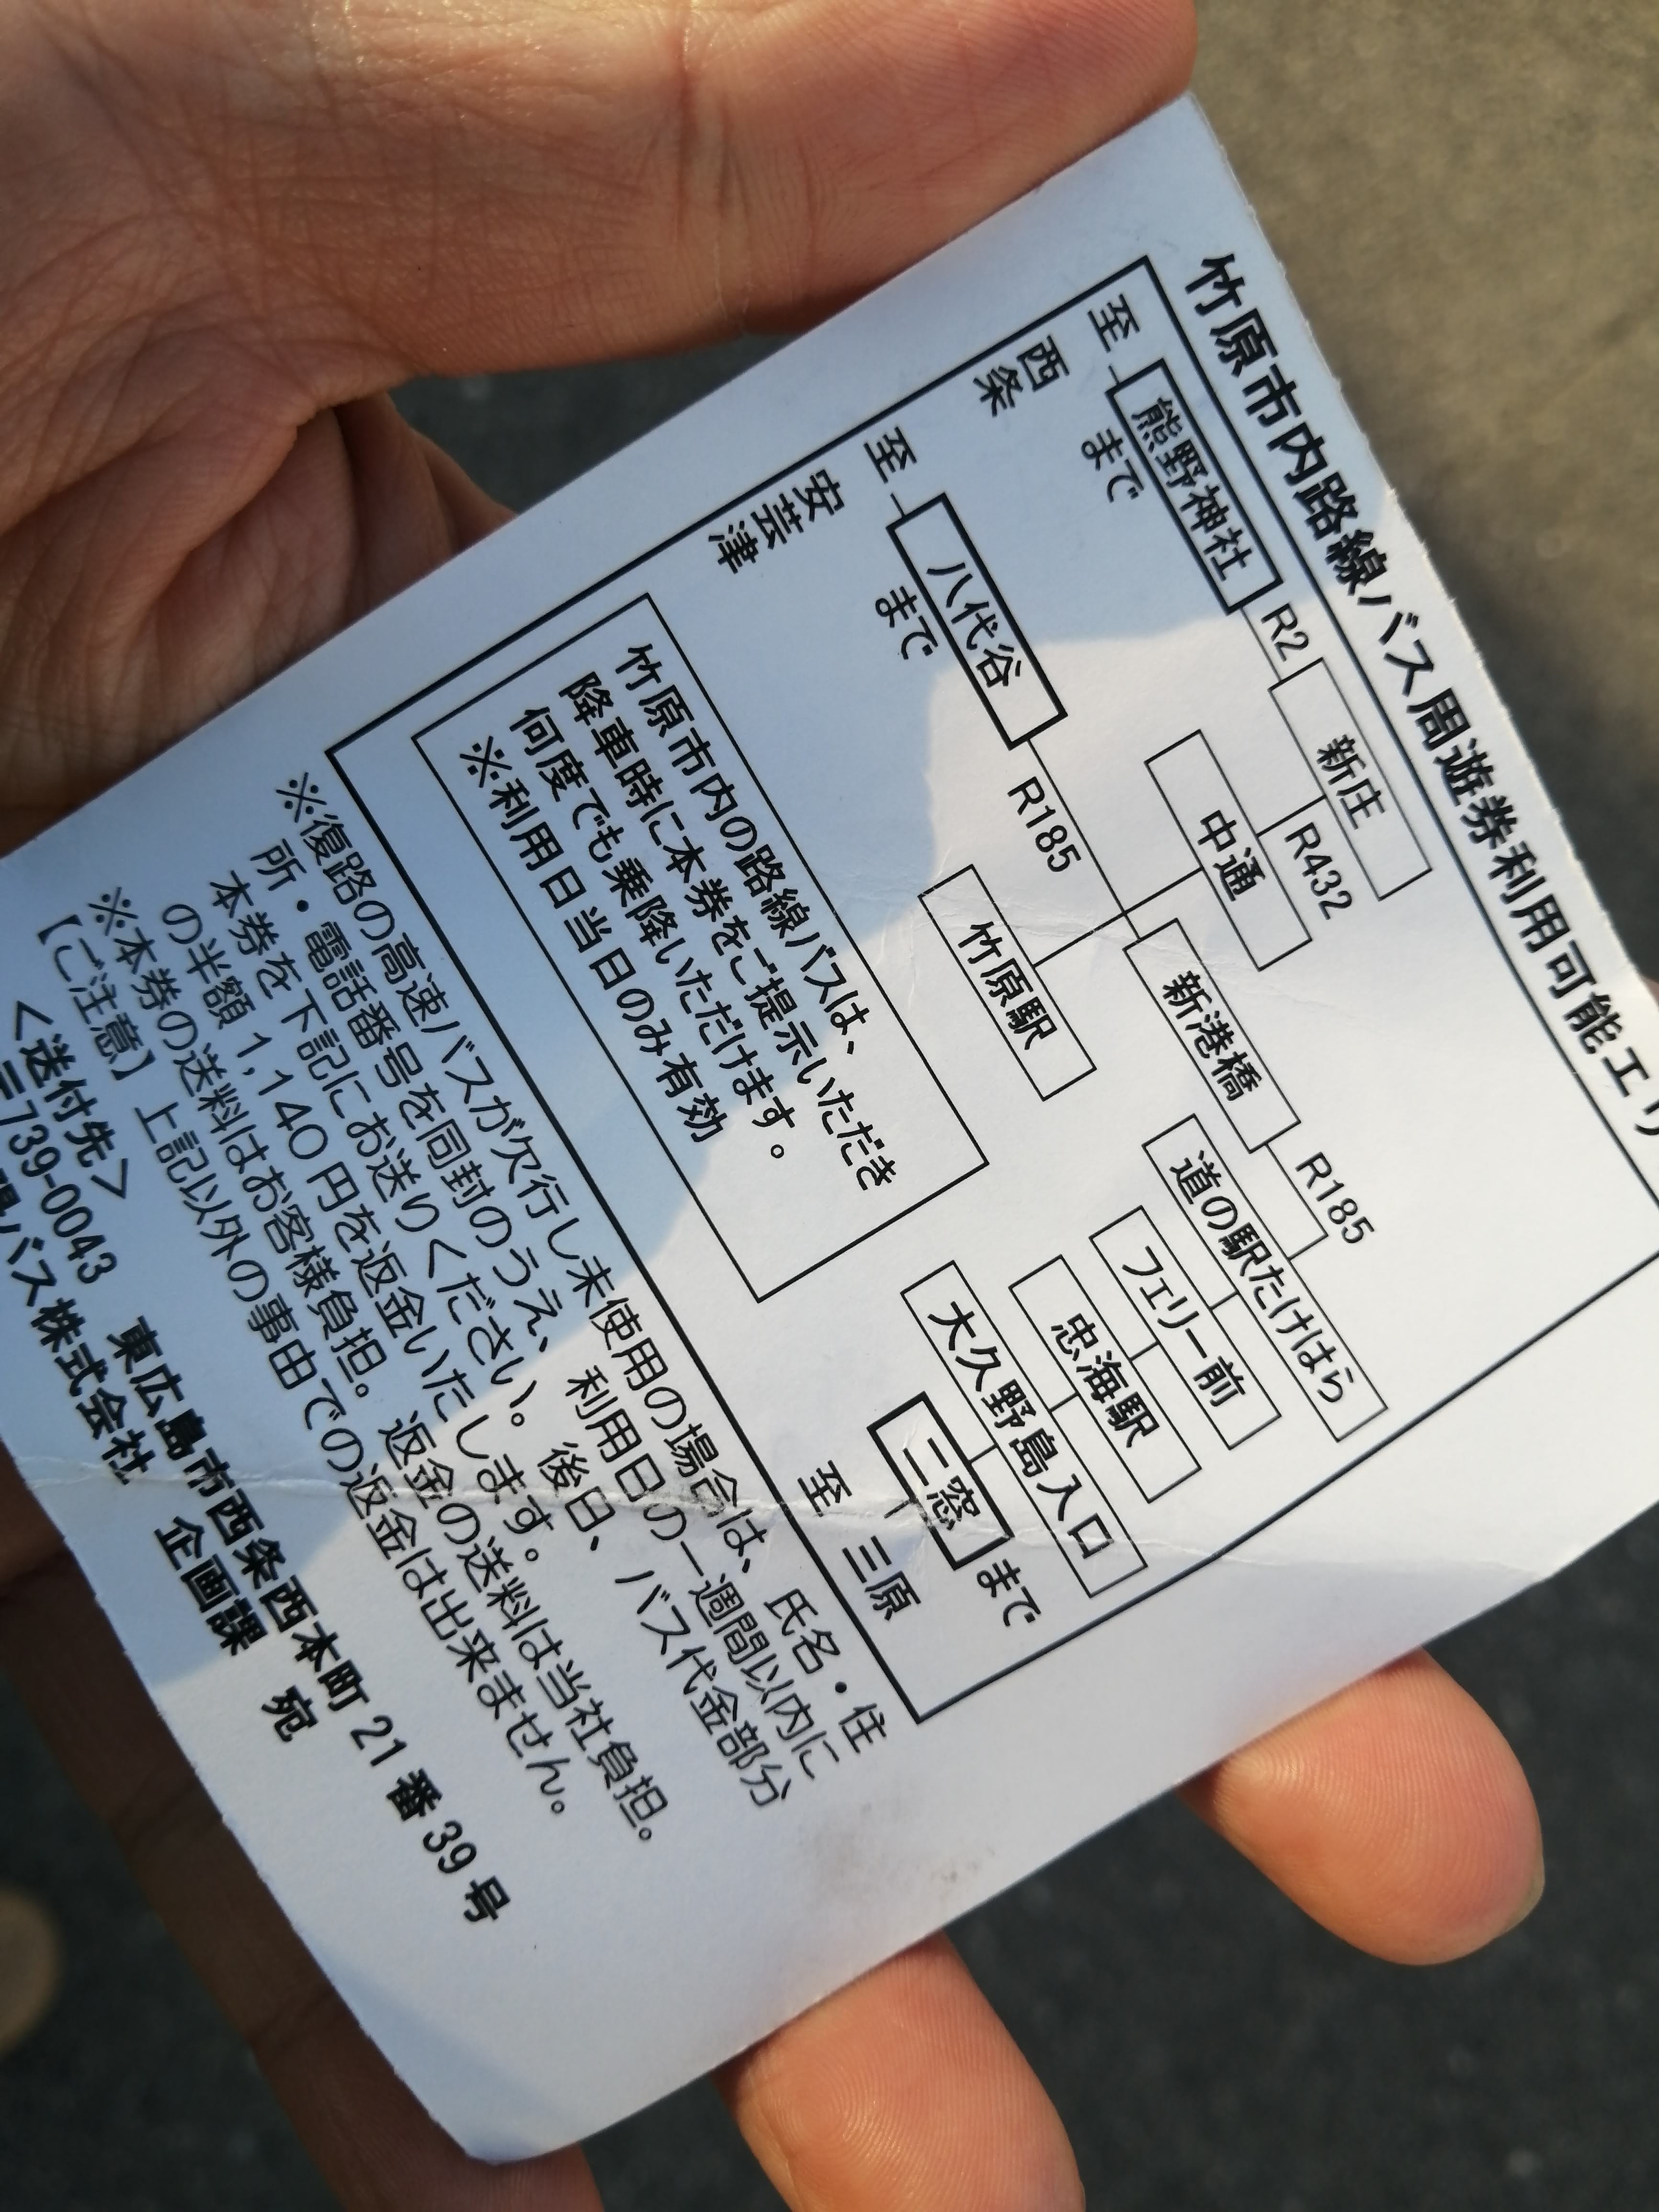 竹原市内路線バス周遊券利用可能エリ
至
西条
熊野神社
まで
R2
新庄
R432
中通
至
安芸津
八代谷
まで
R185
竹原駅
新港橋
R185
道の駅たけはら
フェリー前
忠海駅
大久野島入口
二窓
まで
至 三原
竹原市内の路線バスは、
降車時に本券をご提示いただき
何度でも乗降いただけます。
※利用日当日のみ有効
※復路の高速バスが欠行し未使用の場合は、氏名・住
所・電話番号を同封のうえ、利用日の一週間以内に
本券を下記にお送りください。後日、バス代金部分
の半額1,140円を返金いたします。
※本券の送料はお客様負担。返金の送料は当社負担。
【ご注意】上記以外の事由での返金は出来ません。
<送付先>
〒739-0043 東広島市西条西本町21番39号
バス株式会社 企画課 宛